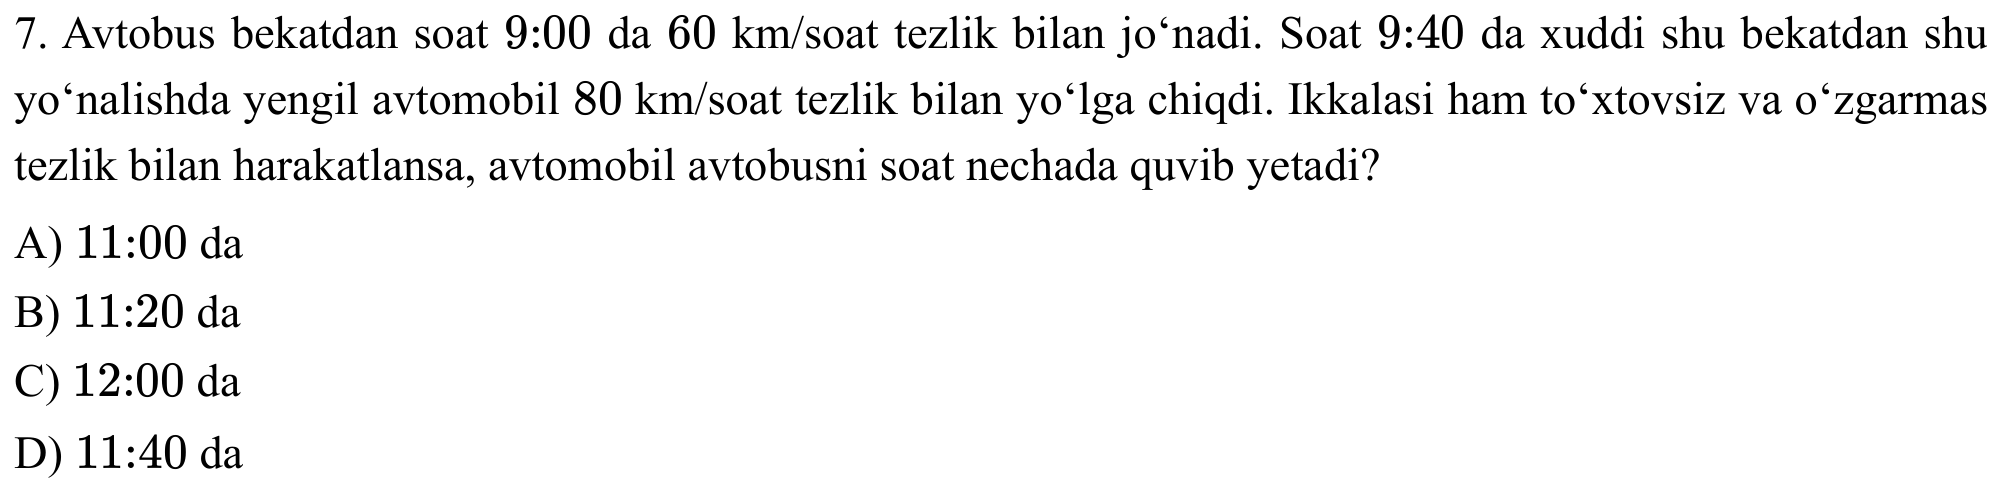 7. Avtobus bekatdan soat 9:00 da 60 km/soat tezlik bilan jo‘nadi. Soat 9:40 da xuddi shu bekatdan shu
yo‘nalishda yengil avtomobil 80 km/soat tezlik bilan yo‘lga chiqdi. Ikkalasi ham to‘xtovsiz va o‘zgarmas
tezlik bilan harakatlansa, avtomobil avtobusni soat nechada quvib yetadi?
A) 11:00 da
B) 11:20 da
C) 12:00 da
D) 11:40 da